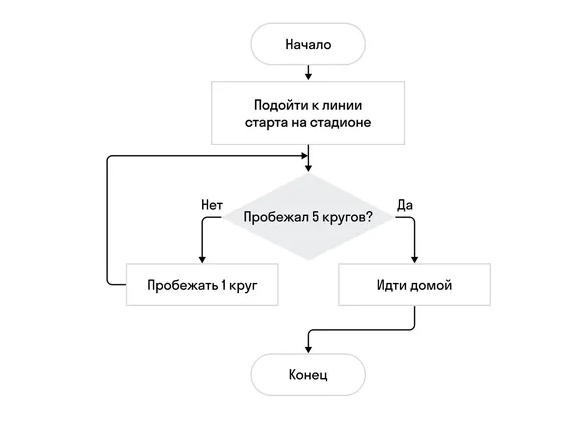 Начало
Подойти к линии
старта на стадионе
Нет
Да
Пробежал 5 кругов?
Пробежать 1 круг
Идти домой
Конец